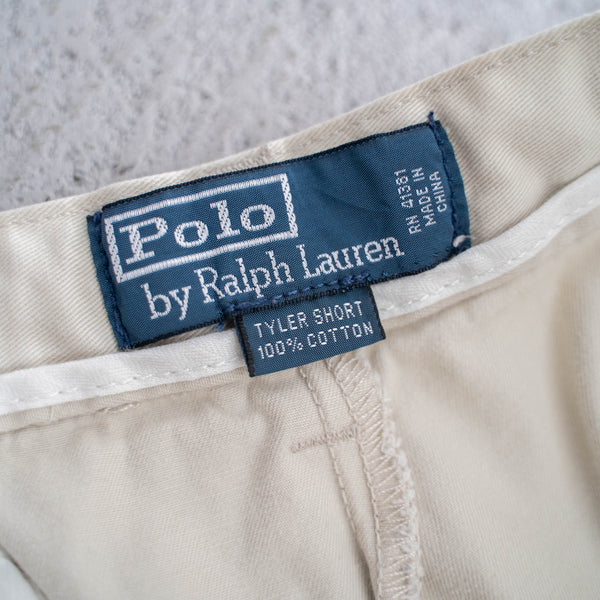 Polo
by Ralph Lauren
RN 41381
MADE IN
CHINA
TYLER SHORT
100% COTTON